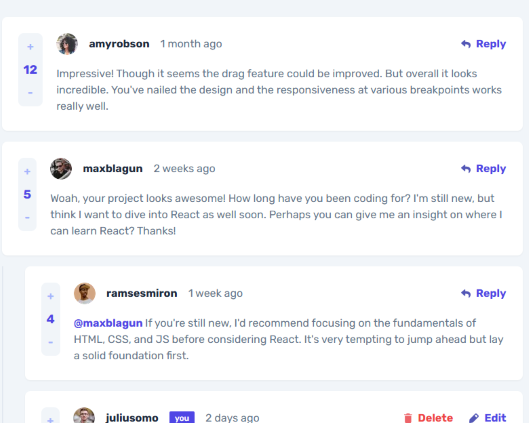 +
12
-
amyrobson 1 month ago Reply
Impressive! Though it seems the drag feature could be improved. But overall it looks
incredible. You've nailed the design and the responsiveness at various breakpoints works
really well.
+
5
-
maxblagun 2 weeks ago Reply
Woah, your project looks awesome! How long have you been coding for? I'm still new, but
think I want to dive into React as well soon. Perhaps you can give me an insight on where I
can learn React? Thanks!
+
4
-
ramsesmiron 1 week ago Reply
@maxblagun If you're still new, I'd recommend focusing on the fundamentals of
HTML, CSS, and JS before considering React. It's very tempting to jump ahead but lay
a solid foundation first.
+
juliusomo you 2 days ago Delete Edit